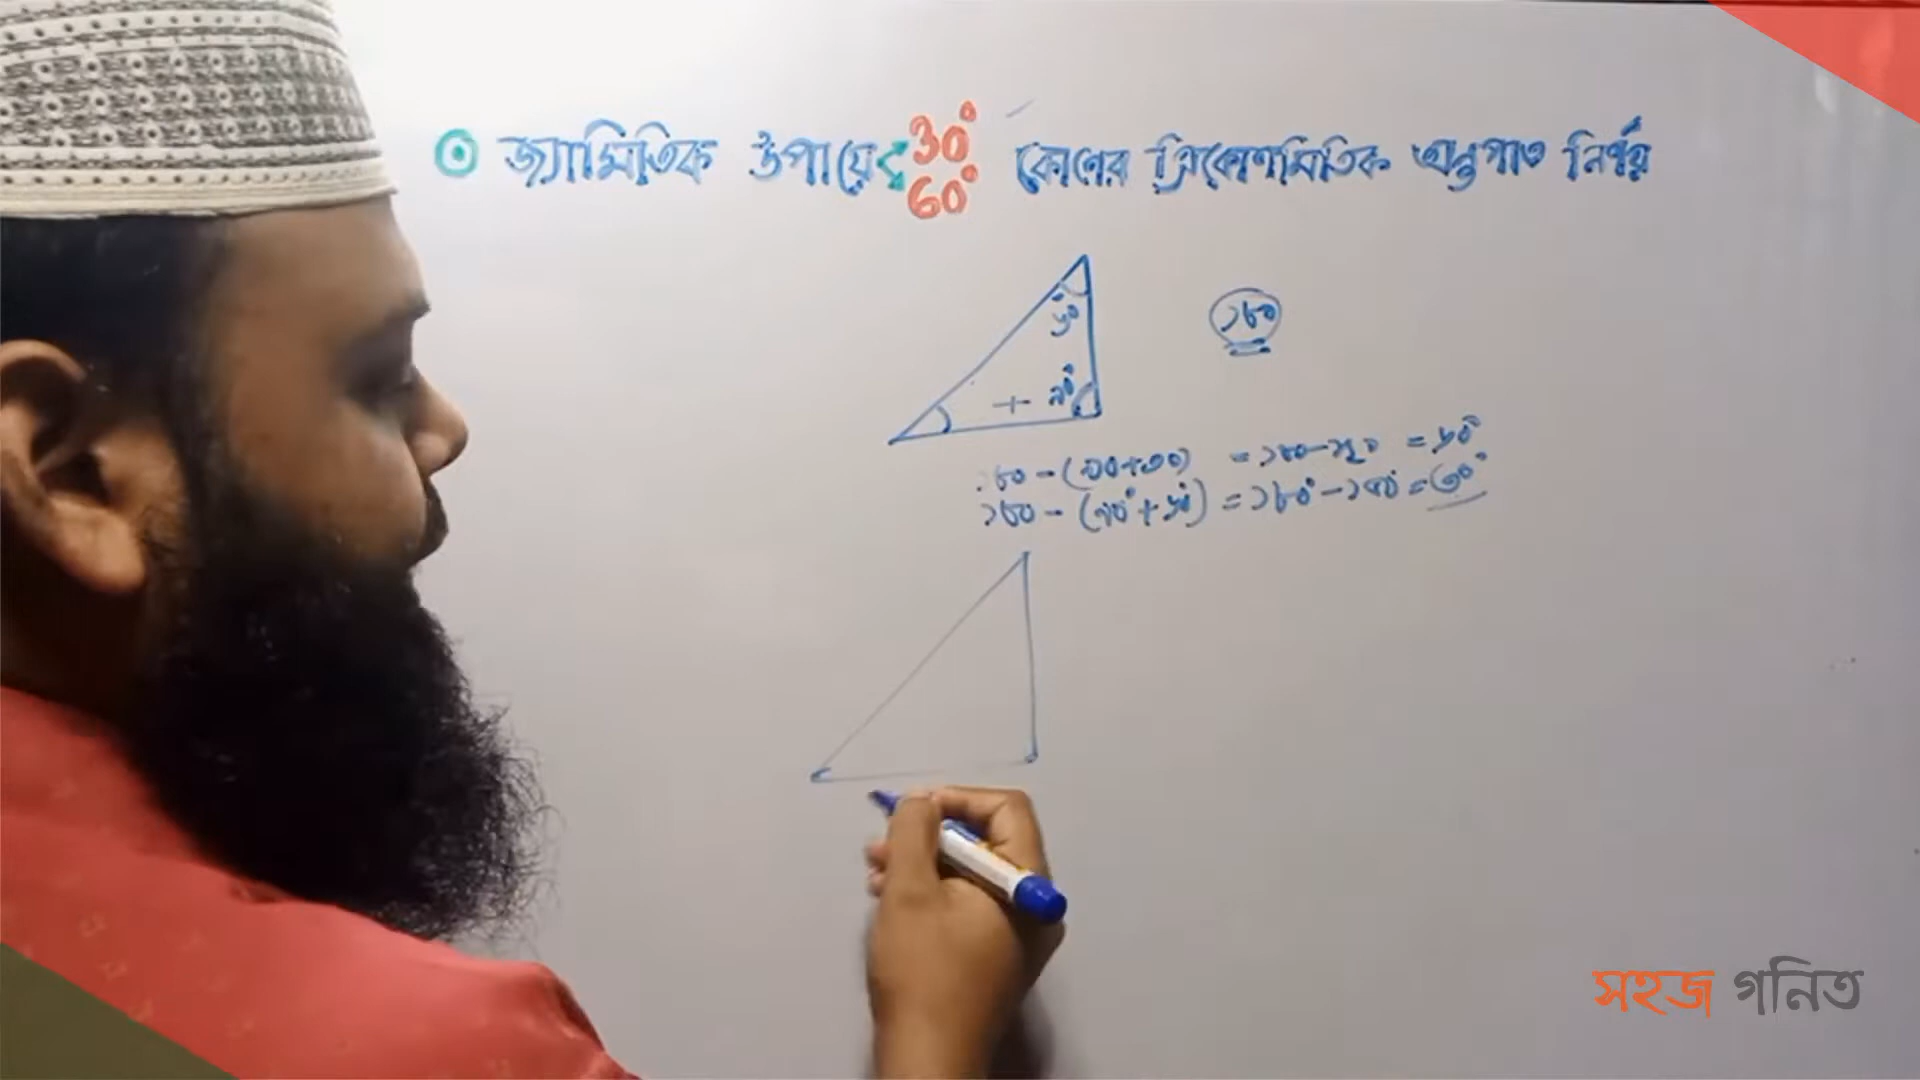 জ্যামিতিক উপায়ে 30° 60° কোণের ত্রিকোণমিতিক অনুপাত নির্ণয়
৬০°
১৮০
+ ৯০°
১৮০ - (৯০+৩০) = ১৮০-১২০ = ৬০°
১৮০ - (৯০°+৬০°) = ১৮০°-১৫০° = ৩০°
সহজ গনিত